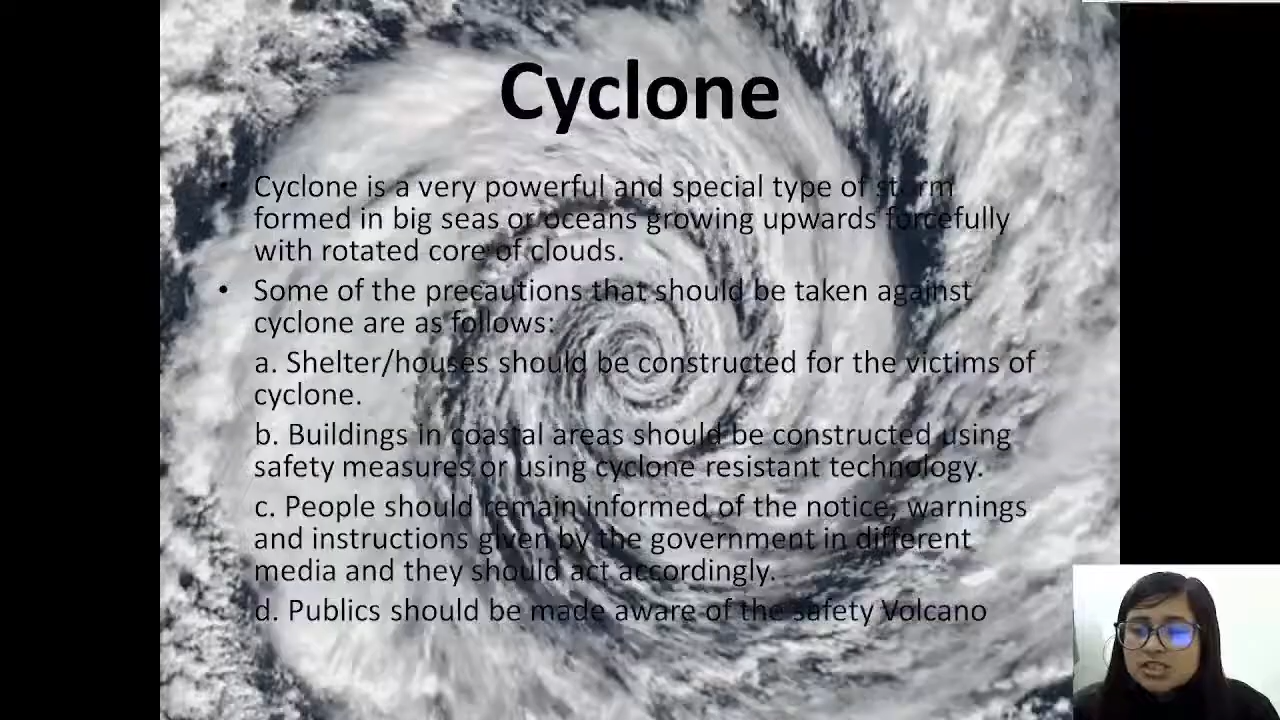 Cyclone
• Cyclone is a very powerful and special type of storm
formed in big seas or oceans growing upwards forcefully
with rotated core of clouds.
• Some of the precautions that should be taken against
cyclone are as follows:
a. Shelter/houses should be constructed for the victims of
cyclone.
b. Buildings in coastal areas should be constructed using
safety measures or using cyclone resistant technology.
c. People should remain informed of the notice, warnings
and instructions given by the government in different
media and they should act accordingly.
d. Publics should be made aware of the safety Volcano